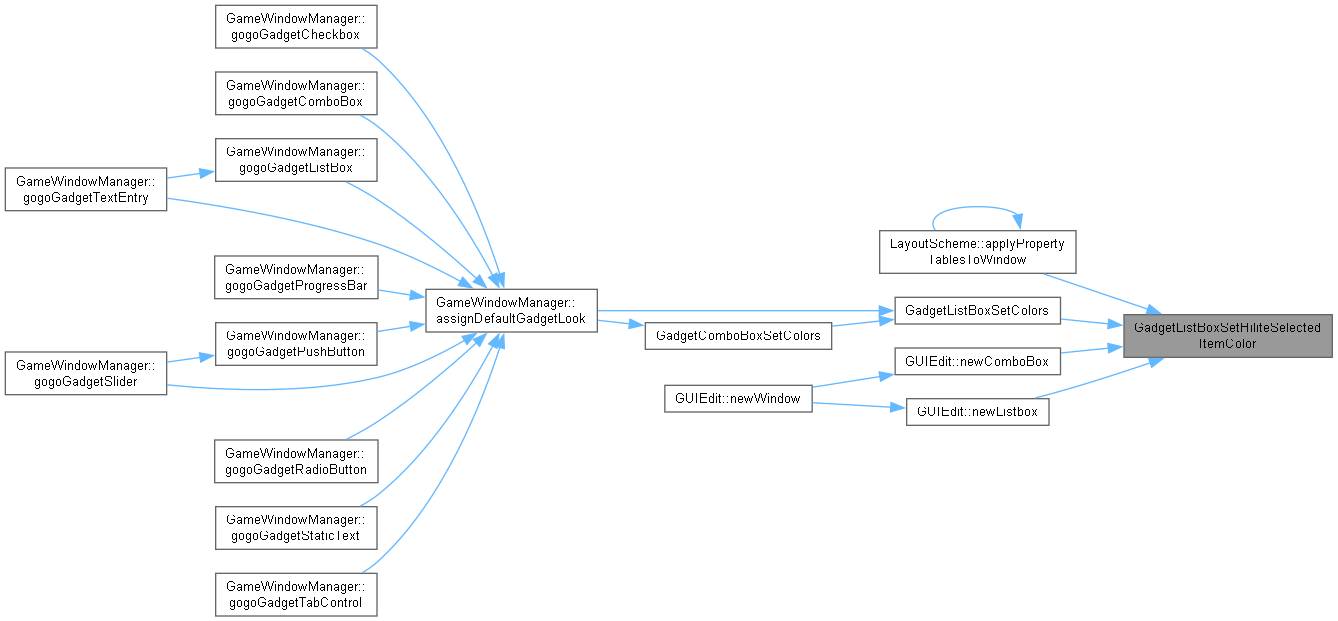 GameWindowManager::
gogoGadgetCheckbox
GameWindowManager::
gogoGadgetComboBox
GameWindowManager::
gogoGadgetListBox
GameWindowManager::
gogoGadgetTextEntry
GameWindowManager::
gogoGadgetProgressBar
GameWindowManager::
gogoGadgetPushButton
GameWindowManager::
gogoGadgetSlider
GameWindowManager::
gogoGadgetRadioButton
GameWindowManager::
gogoGadgetStaticText
GameWindowManager::
gogoGadgetTabControl
GameWindowManager::
assignDefaultGadgetLook
GadgetComboBoxSetColors
GUIEdit::newWindow
LayoutScheme::applyProperty
TablesToWindow
GadgetListBoxSetColors
GUIEdit::newComboBox
GUIEdit::newListbox
GadgetListBoxSetHiliteSelected
ItemColor